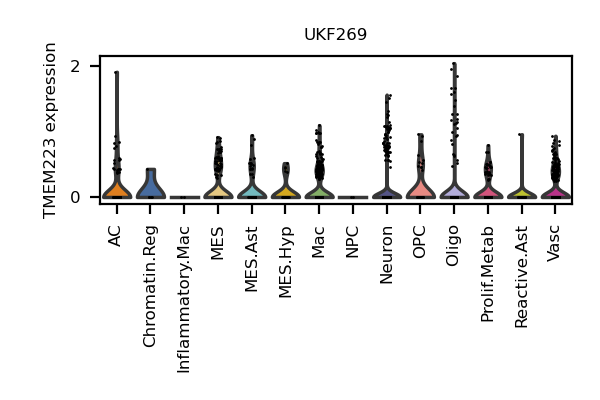 UKF269
TMEM223 expression
2
0
AC
Chromatin.Reg
Inflammatory.Mac
MES
MES.Ast
MES.Hyp
Mac
NPC
Neuron
OPC
Oligo
Prolif.Metab
Reactive.Ast
Vasc